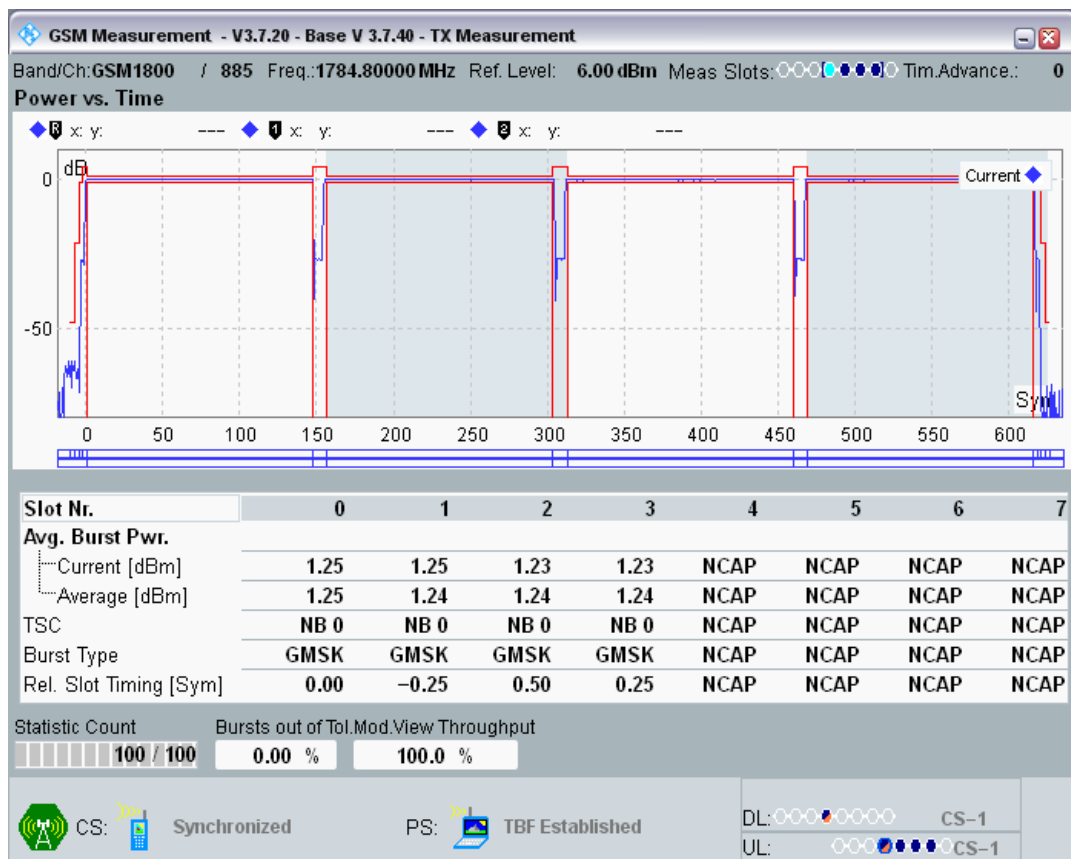 GSM Measurement - V3.7.20 - Base V 3.7.40 - TX Measurement
Band/Ch:GSM1800 / 885 Freq.:1784.80000 MHz Ref. Level: 6.00 dBm Meas Slots: Tim.Advance.: 0
Power vs. Time
R x: y: --- 1 x: y: --- 2 x: y: ---
dB
0
Current
-50
Sym
0 50 100 150 200 250 300 350 400 450 500 550 600
Slot Nr. 0 1 2 3 4 5 6 7
Avg. Burst Pwr.
Current [dBm] 1.25 1.25 1.23 1.23 NCAP NCAP NCAP NCAP
Average [dBm] 1.25 1.24 1.24 1.24 NCAP NCAP NCAP NCAP
TSC NB 0 NB 0 NB 0 NB 0 NCAP NCAP NCAP NCAP
Burst Type GMSK GMSK GMSK GMSK NCAP NCAP NCAP NCAP
Rel. Slot Timing [Sym] 0.00 −0.25 0.50 0.25 NCAP NCAP NCAP NCAP
Statistic Count Bursts out of Tol.Mod.View Throughput
100 / 100 0.00 % 100.0 %
CS: Synchronized PS: TBF Established
DL: CS−1
UL: CS−1